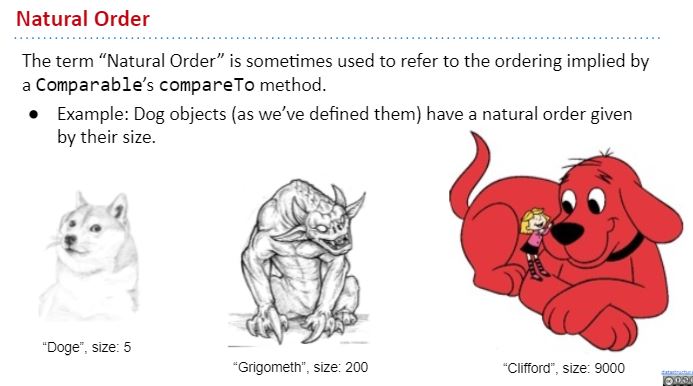 Natural Order
The term “Natural Order” is sometimes used to refer to the ordering implied by
a Comparable’s compareTo method.
● Example: Dog objects (as we’ve defined them) have a natural order given
by their size.
“Doge”, size: 5
“Grigometh”, size: 200
“Clifford”, size: 9000